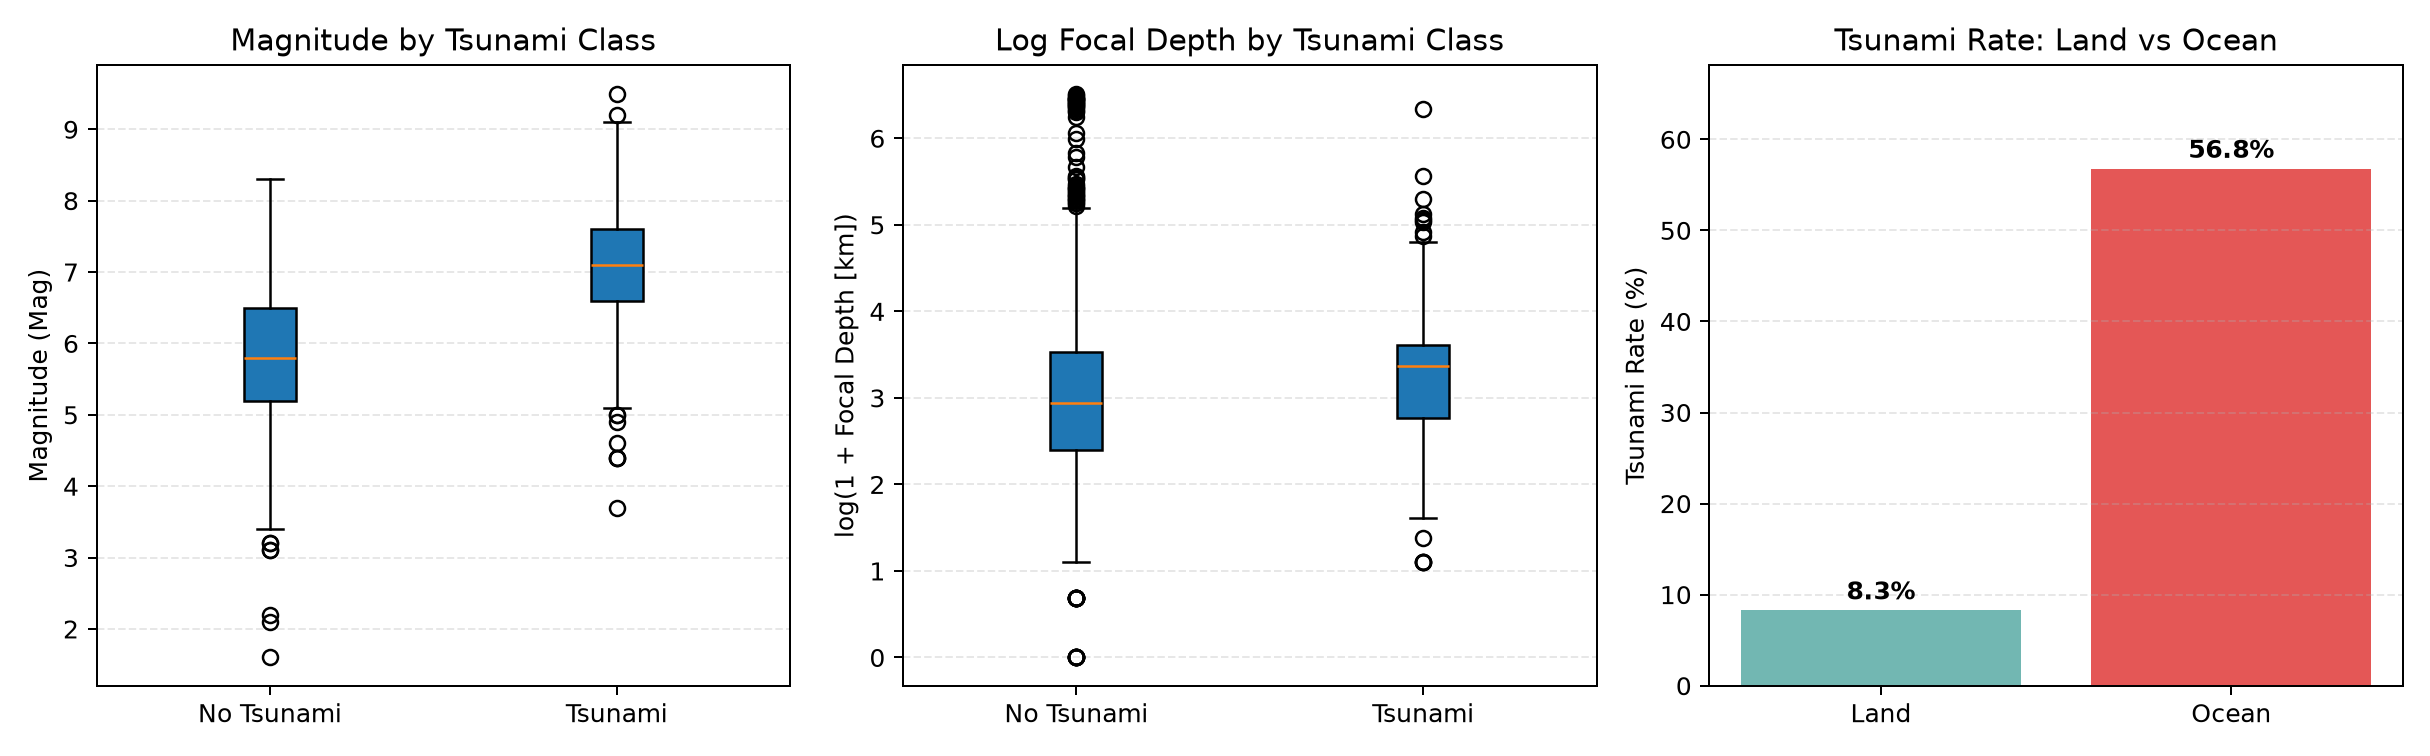 Magnitude by Tsunami Class
Magnitude (Mag)
9
8
7
6
5
4
3
2
No Tsunami
Tsunami
Log Focal Depth by Tsunami Class
log(1 + Focal Depth [km])
6
5
4
3
2
1
0
No Tsunami
Tsunami
Tsunami Rate: Land vs Ocean
Tsunami Rate (%)
60
50
40
30
20
10
0
8.3%
56.8%
Land
Ocean